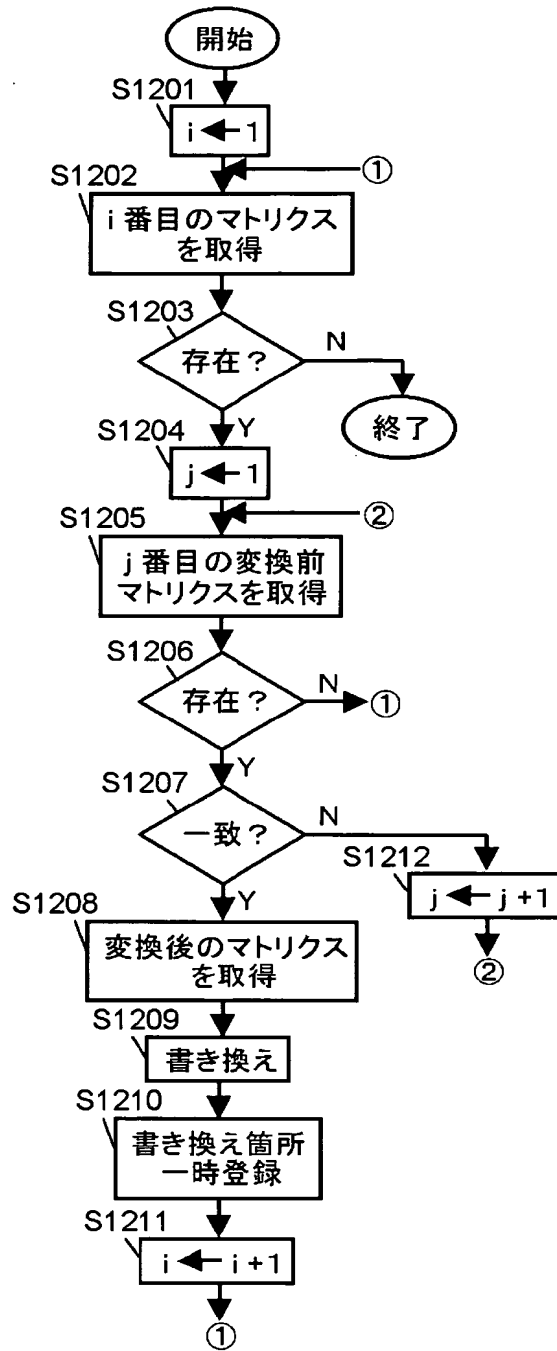 開始
S1201
i ← 1
①
S1202
i 番目のマトリクス
を取得
S1203
存在？
N
終了
Y
S1204
j ← 1
②
S1205
j 番目の変換前
マトリクスを取得
S1206
存在？
N
①
Y
S1207
一致？
N
S1212
j ← j +1
②
Y
S1208
変換後のマトリクス
を取得
S1209
書き換え
S1210
書き換え箇所
一時登録
S1211
i ← i +1
①